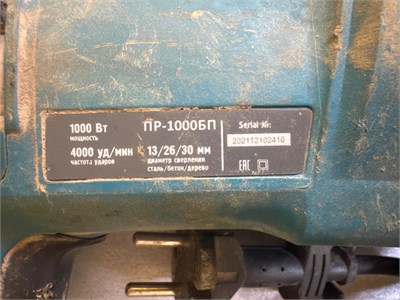 1000 Вт
мощность
ПР-1000БП
Serial №:
202112102410
4000 уд/мин
частота ударов
13/26/30 мм
диаметр сверления
сталь/бетон/дерево
EAC